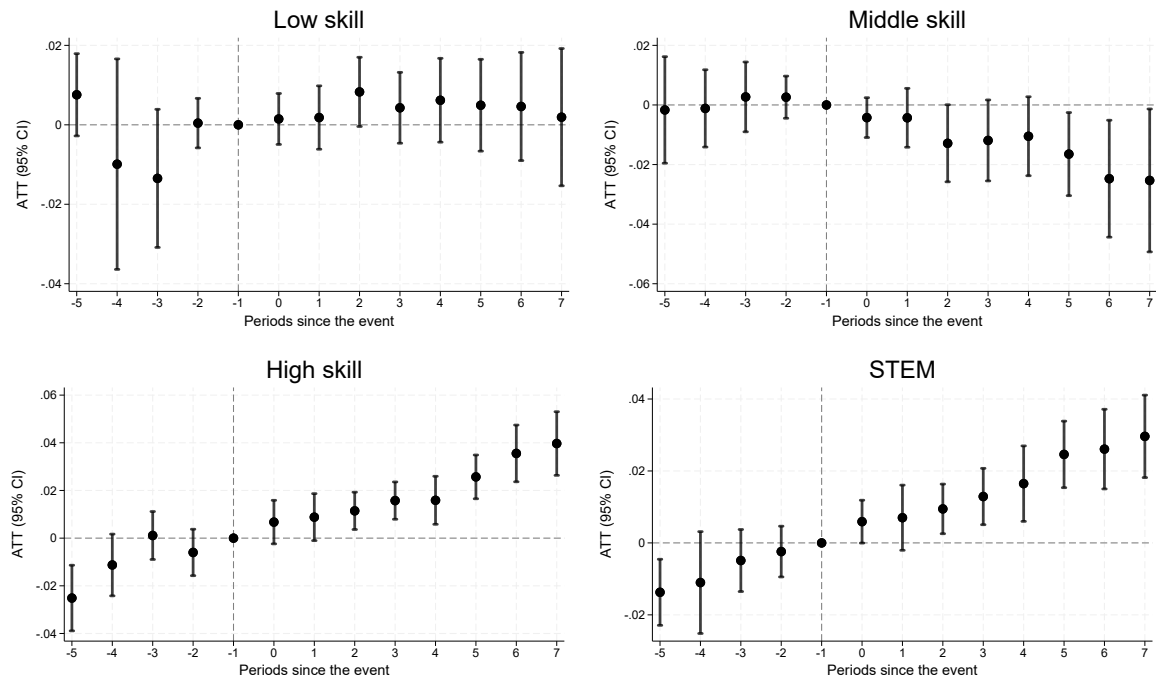 Low skill
.02
0
-.02
-.04
ATT (95% CI)
-5 -4 -3 -2 -1 0 1 2 3 4 5 6 7
Periods since the event
Middle skill
.02
0
-.02
-.04
-.06
ATT (95% CI)
-5 -4 -3 -2 -1 0 1 2 3 4 5 6 7
Periods since the event
High skill
.06
.04
.02
0
-.02
-.04
ATT (95% CI)
-5 -4 -3 -2 -1 0 1 2 3 4 5 6 7
Periods since the event
STEM
.04
.02
0
-.02
ATT (95% CI)
-5 -4 -3 -2 -1 0 1 2 3 4 5 6 7
Periods since the event